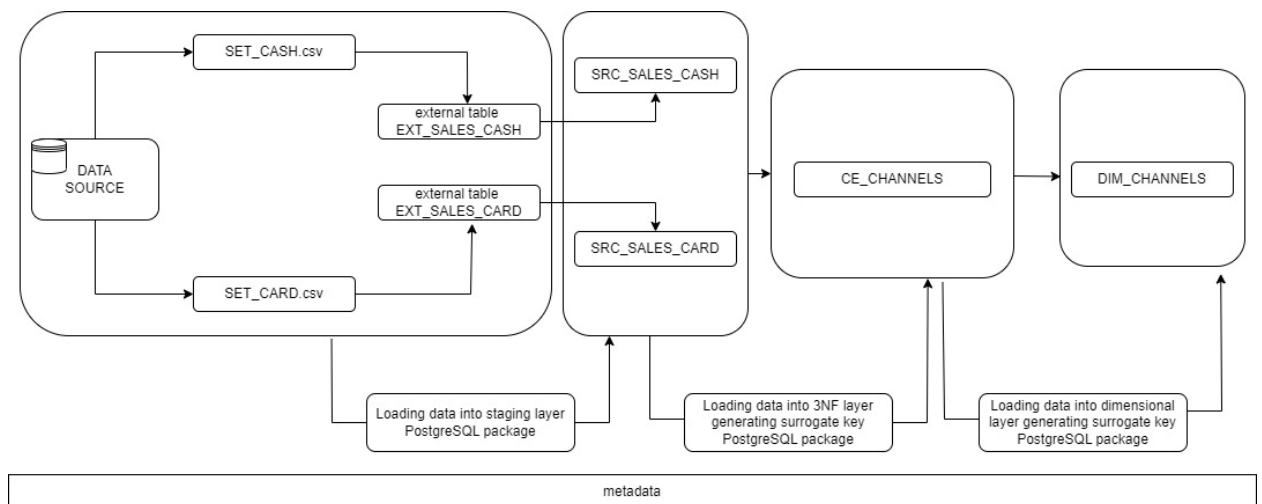 SET_CASH.csv
external table
EXT_SALES_CASH
DATA
SOURCE
external table
EXT_SALES_CARD
SET_CARD.csv
SRC_SALES_CASH
SRC_SALES_CARD
CE_CHANNELS
DIM_CHANNELS
Loading data into staging layer
PostgreSQL package
Loading data into 3NF layer
generating surrogate key
PostgreSQL package
Loading data into dimensional
layer generating surrogate key
PostgreSQL package
metadata